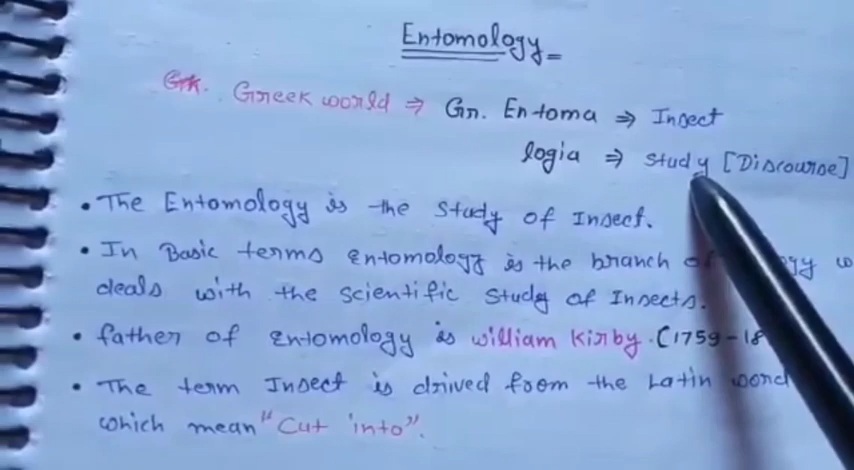 Entomology
Greek world ⇒ Gr. Entoma ⇒ Insect
logia ⇒ Study [Discourse]
• The Entomology is the Study of Insect.
• In Basic terms entomology is the branch
deals with the scientific study of Insects.
• father of entomology is william kirby. (1759-18
• The term Insect is drived from the Latin word
which mean "Cut into".